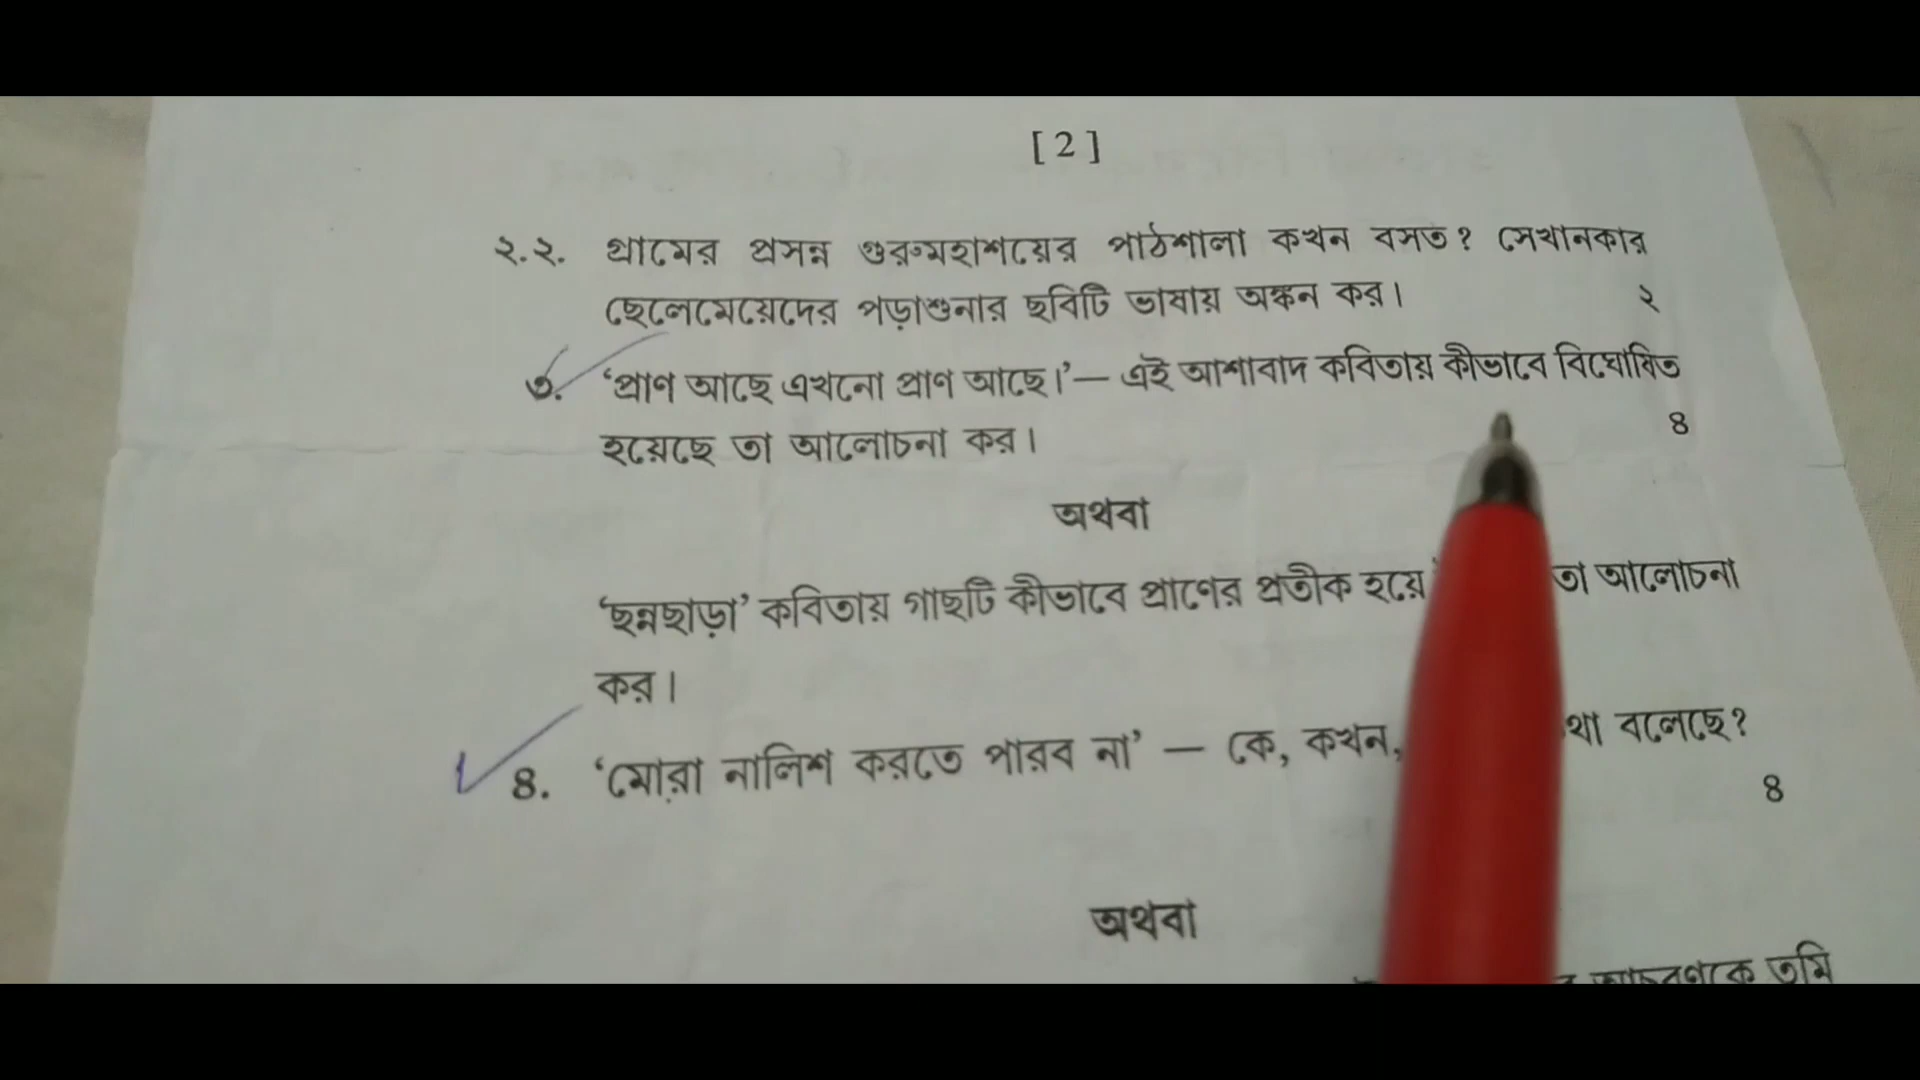 [ 2 ]
২.২. গ্রামের প্রসন্ন গুরুমহাশয়ের পাঠশালা কখন বসত? সেখানকার
ছেলেমেয়েদের পড়াশুনার ছবিটি ভাষায় অঙ্কন কর। ২
৩. ‘প্রাণ আছে এখনো প্রাণ আছে।’— এই আশাবাদ কবিতায় কীভাবে বিঘোষিত
হয়েছে তা আলোচনা কর। ৪
অথবা
‘ছন্নছাড়া’ কবিতায় গাছটি কীভাবে প্রাণের প্রতীক হয়ে তা আলোচনা
কর।
৪. ‘মোরা নালিশ করতে পারব না’ — কে, কখন, বলেছে?
৪
অথবা
তুমি